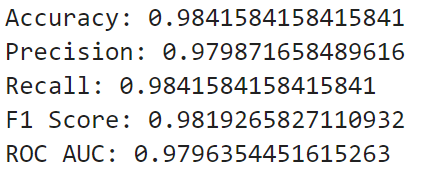 Accuracy: 0.9841584158415841
Precision: 0.979871658489616
Recall: 0.9841584158415841
F1 Score: 0.9819265827110932
ROC AUC: 0.9796354451615263